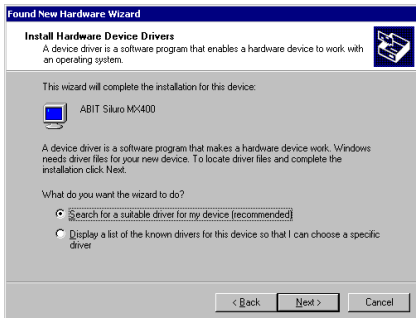 Found New Hardware Wizard
Install Hardware Device Drivers
A device driver is a software program that enables a hardware device to work with
an operating system.
This wizard will complete the installation for this device:
ABIT Siluro MX400
A device driver is a software program that makes a hardware device work. Windows
needs driver files for your new device. To locate driver files and complete the
installation click Next.
What do you want the wizard to do?
Search for a suitable driver for my device (recommended)
Display a list of the known drivers for this device so that I can choose a specific
driver
< Back
Next >
Cancel